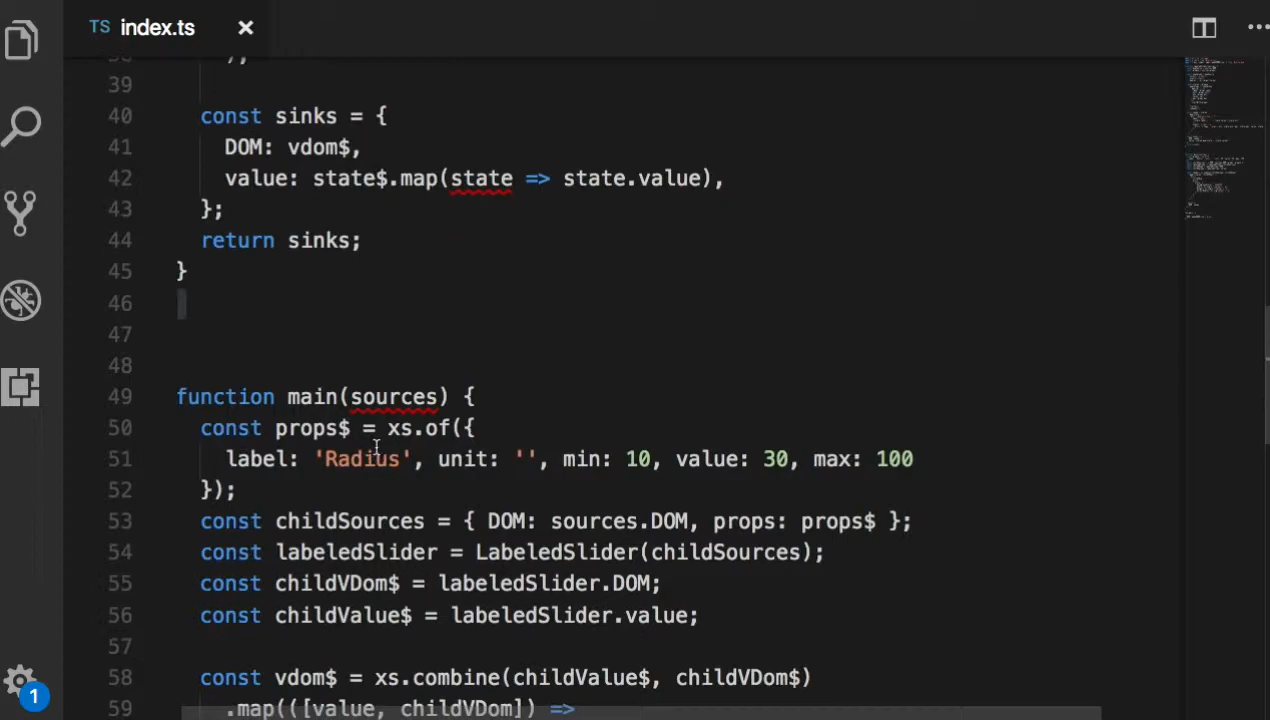 TS index.ts
38 );
39
40 const sinks = {
41 DOM: vdom$,
42 value: state$.map(state => state.value),
43 };
44 return sinks;
45 }
46
47
48
49 function main(sources) {
50 const props$ = xs.of({
51 label: 'Radius', unit: '', min: 10, value: 30, max: 100
52 });
53 const childSources = { DOM: sources.DOM, props: props$ };
54 const labeledSlider = LabeledSlider(childSources);
55 const childVDom$ = labeledSlider.DOM;
56 const childValue$ = labeledSlider.value;
57
58 const vdom$ = xs.combine(childValue$, childVDom$)
59 .map(([value, childVDom]) =>
1